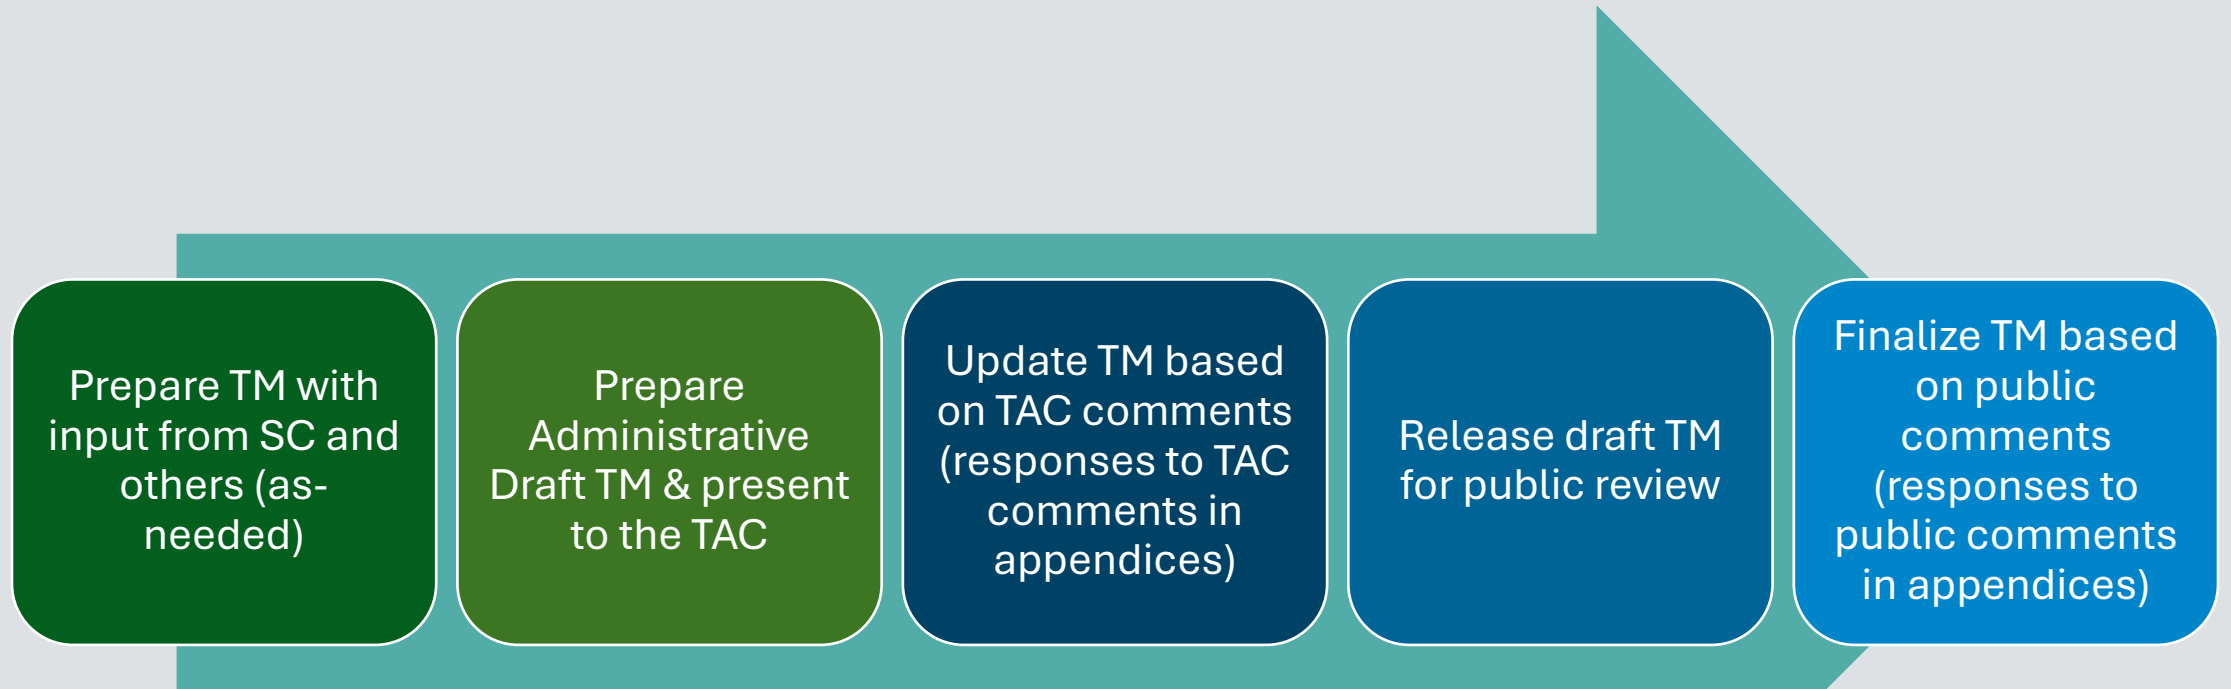 Prepare TM with
input from SC and
others (as-
needed)
Prepare
Administrative
Draft TM & present
to the TAC
Update TM based
on TAC comments
(responses to TAC
comments in
appendices)
Release draft TM
for public review
Finalize TM based
on public
comments
(responses to
public comments
in appendices)